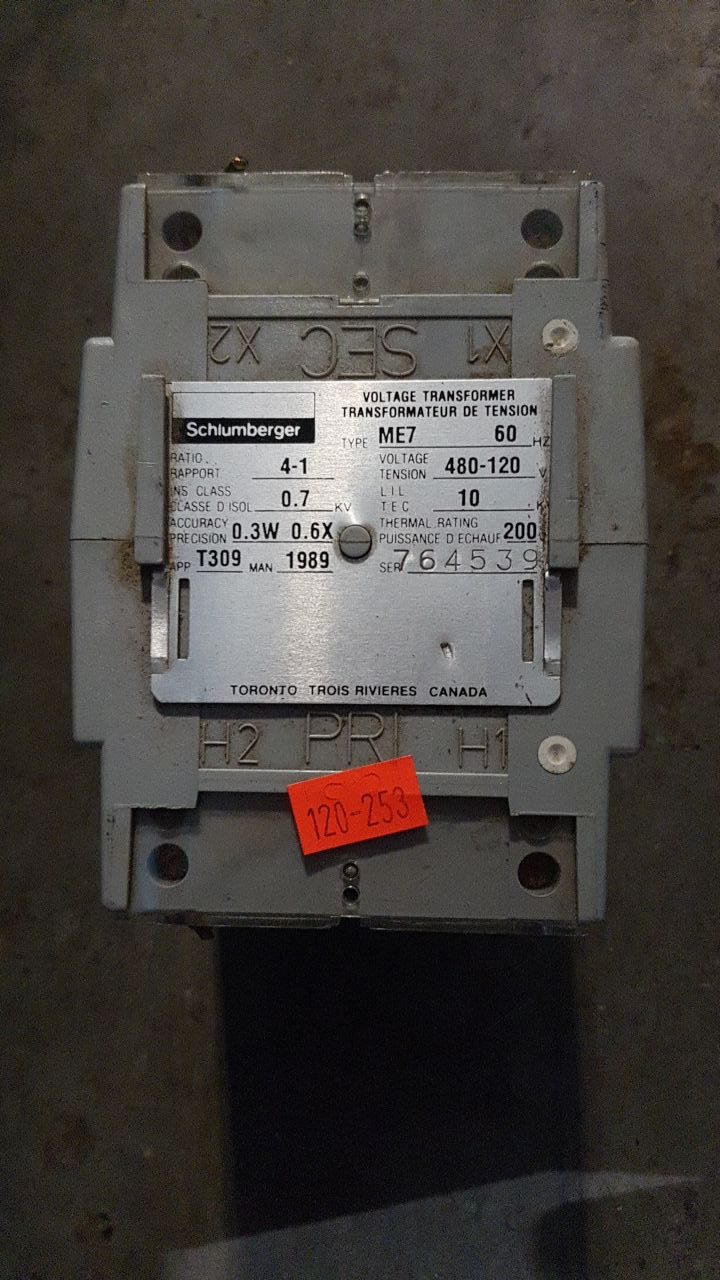 X2 SEC X1
VOLTAGE TRANSFORMER
TRANSFORMATEUR DE TENSION
Schlumberger
TYPE ME7 60 HZ
RATIO
RAPPORT 4-1
VOLTAGE
TENSION 480-120 V
INS CLASS
CLASSE D ISOL 0.7 KV
L I L
T E C 10 K
ACCURACY
PRECISION 0.3W 0.6X
THERMAL RATING
PUISSANCE D ECHAUF 200
APP T309 MAN 1989 SER 764539
TORONTO TROIS RIVIERES CANADA
H2 PRI H1
120-253